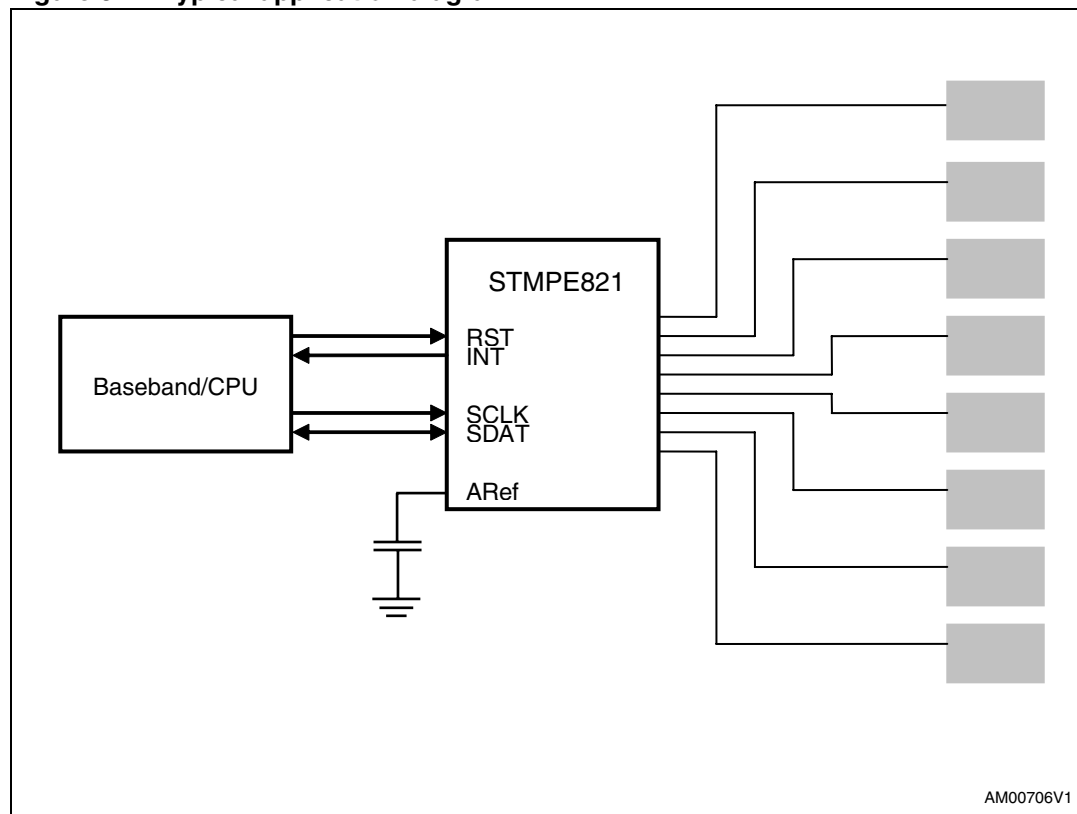 STMPE821
RST
INT
Baseband/CPU
SCLK
SDAT
ARef
AM00706V1